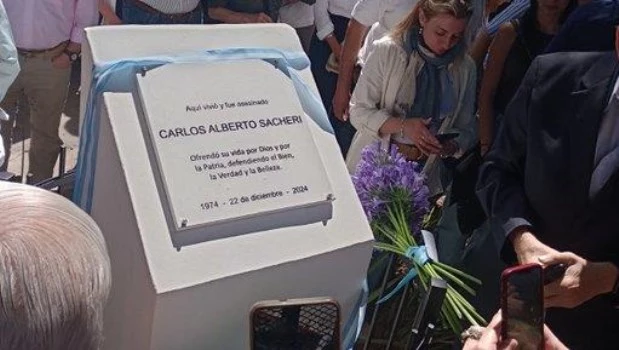 Aquí vivió y fue asesinado
CARLOS ALBERTO SACHERI
Ofrendó su vida por Dios y por
la Patria, defendiendo el Bien,
la Verdad y la Belleza.
1974 - 22 de diciembre - 2024